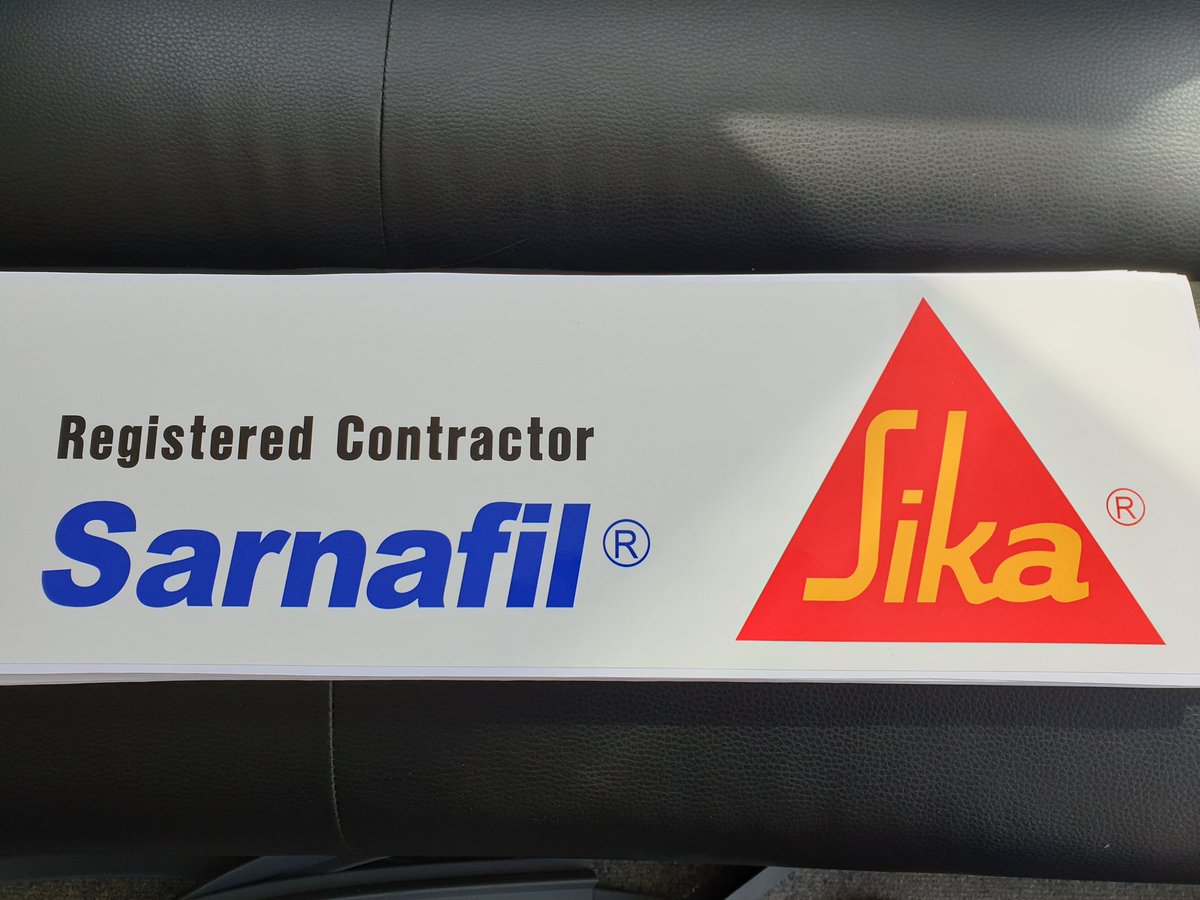 Registered Contractor
Sarnafil®
Sika®